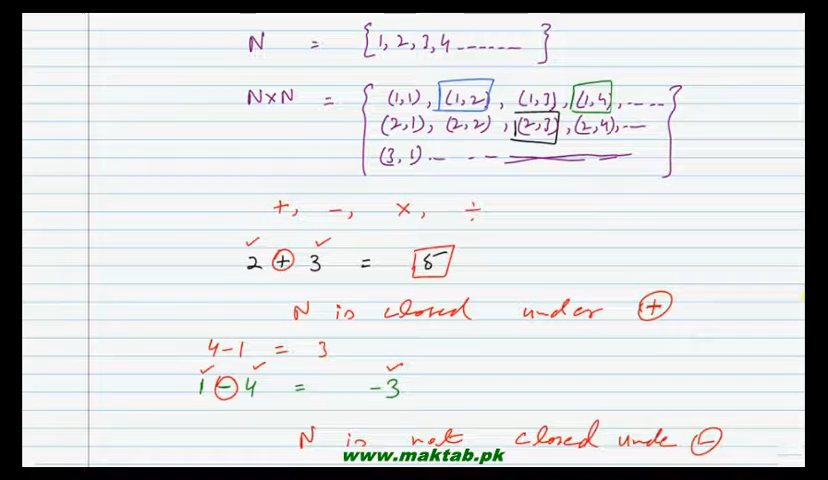 N = {1, 2, 3, 4 ........ }
N×N = { (1,1), (1,2), (1,3), (1,4), .....
(2,1), (2,2), (2,3), (2,4), ...
(3,1) ... ... }
+, -, ×, ÷
2 + 3 = 5
N is closed under +
4-1 = 3
1 - 4 = -3
N is not closed unde -
www.maktab.pk